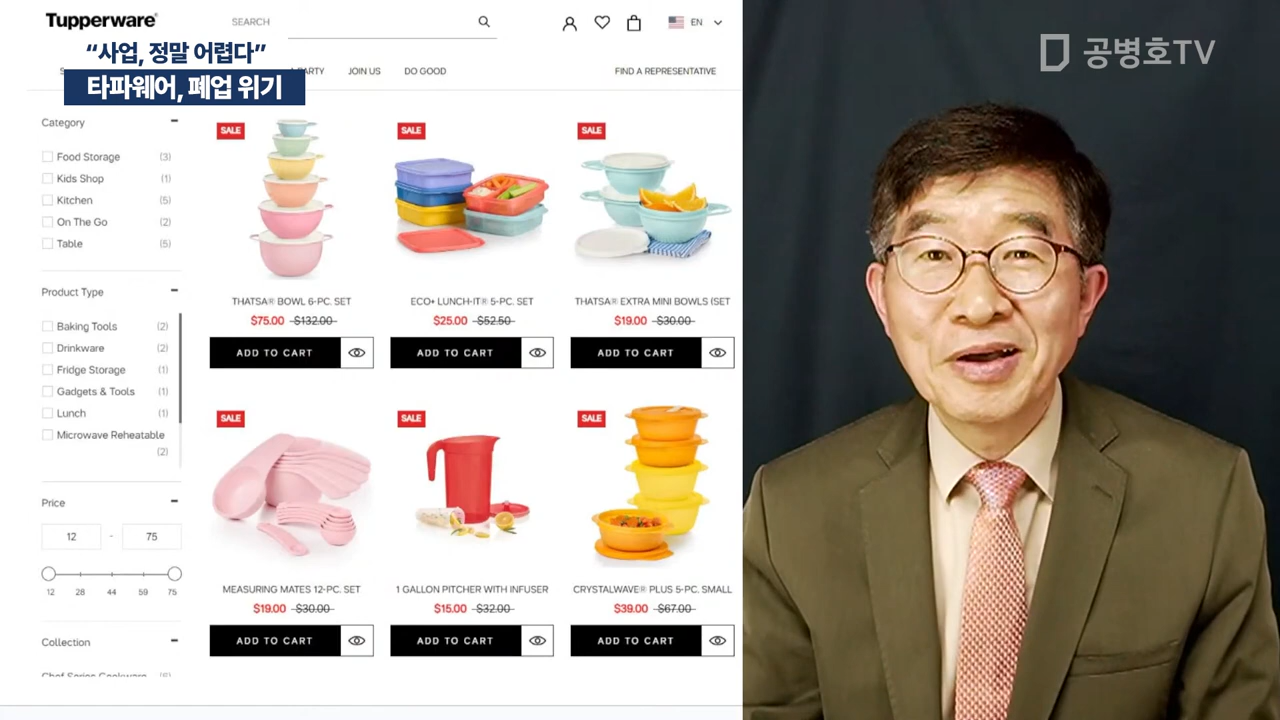 Tupperware®
SEARCH
EN
“사업, 정말 어렵다”
타파웨어, 폐업 위기
PARTY
JOIN US
DO GOOD
FIND A REPRESENTATIVE
공병호TV
Category
Food Storage (3)
Kids Shop (1)
Kitchen (5)
On The Go (2)
Table (5)
Product Type
Baking Tools (2)
Drinkware (2)
Fridge Storage (1)
Gadgets & Tools (1)
Lunch (1)
Microwave Reheatable
(2)
Price
12 - 75
12 28 44 59 75
Collection
Chef Series Cookware (6)
SALE
THATSA® BOWL 6-PC. SET
$75.00 $132.00
ADD TO CART
SALE
ECO+ LUNCH-IT® 5-PC. SET
$25.00 $52.50
ADD TO CART
SALE
THATSA® EXTRA MINI BOWLS (SET
$19.00 $30.00
ADD TO CART
SALE
MEASURING MATES 12-PC. SET
$19.00 $30.00
ADD TO CART
SALE
1 GALLON PITCHER WITH INFUSER
$15.00 $32.00
ADD TO CART
SALE
CRYSTALWAVE® PLUS 5-PC. SMALL
$39.00 $67.00
ADD TO CART